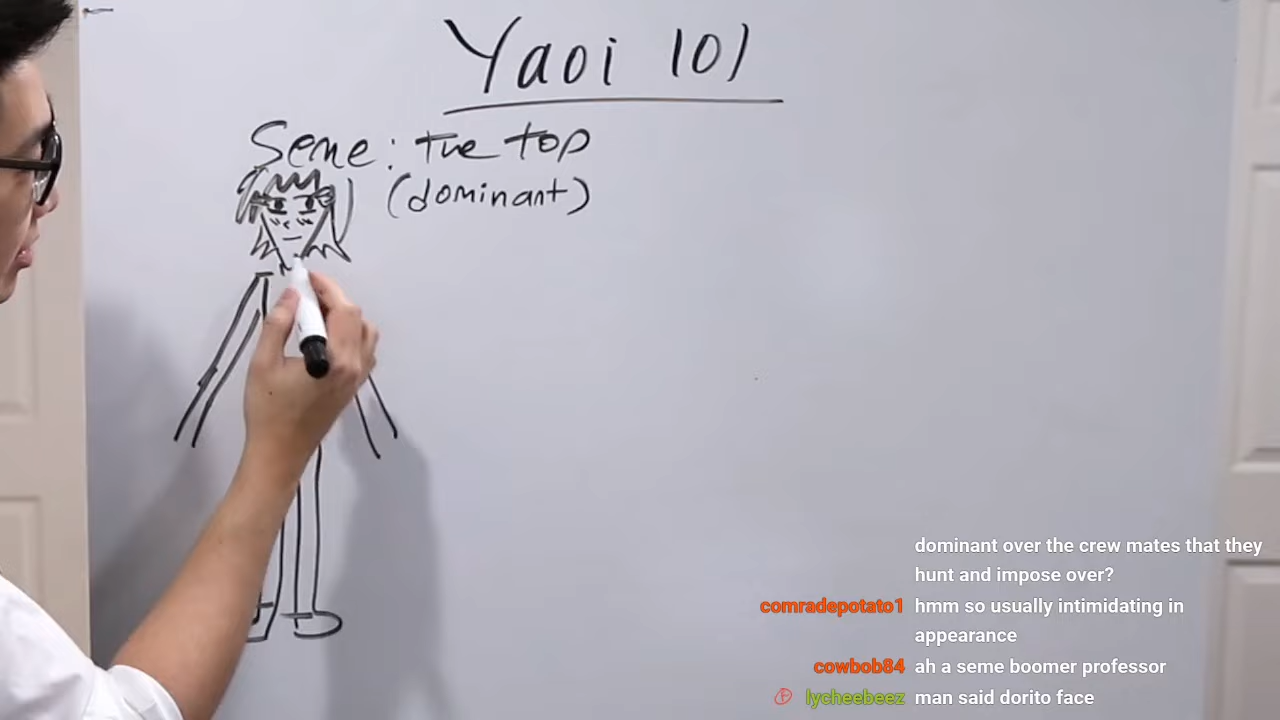 Yaoi 101
Seme: The top
(dominant)
dominant over the crew mates that they
hunt and impose over?
comradepotato1 hmm so usually intimidating in
appearance
cowbob84 ah a seme boomer professor
lycheebeez man said dorito face